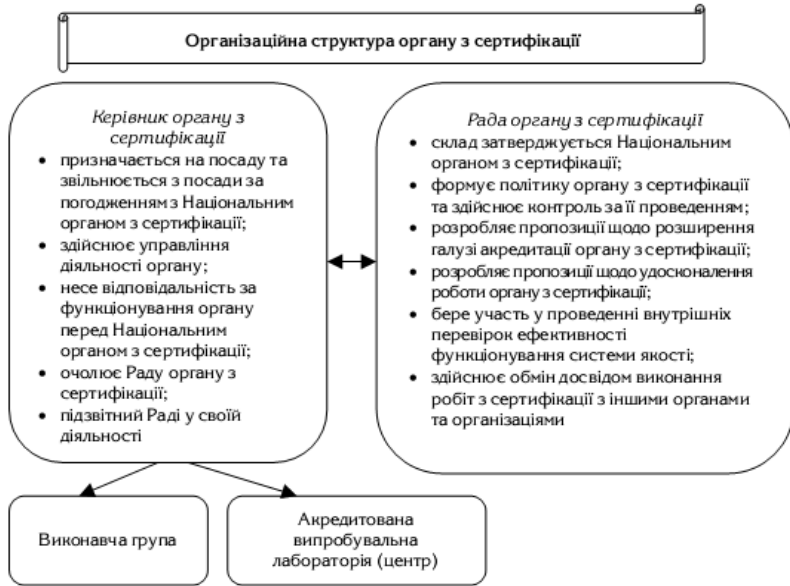 Організаційна структура органу з сертифікації
Керівник органу з
сертифікації
• призначається на посаду та
звільнюється з посади за
погодженням з Національним
органом з сертифікації;
• здійснює управління
діяльності органу;
• несе відповідальність за
функціонування органу
перед Національним
органом з сертифікації;
• очолює Раду органу з
сертифікації;
• підзвітний Раді у своїй
діяльності
Рада органу з сертифікації
• склад затверджується Національним
органом з сертифікації;
• формує політику органу з сертифікації
та здійснює контроль за її проведенням;
• розробляє пропозиції щодо розширення
галузі акредитації органу з сертифікації;
• розробляє пропозиції щодо удосконалення
роботи органу з сертифікації;
• бере участь у проведенні внутрішніх
перевірок ефективності
функціонування системи якості;
• здійснює обмін досвідом виконання
робіт з сертифікації з іншими органами
та організаціями
Виконавча група
Акредитована
випробувальна
лабораторія (центр)